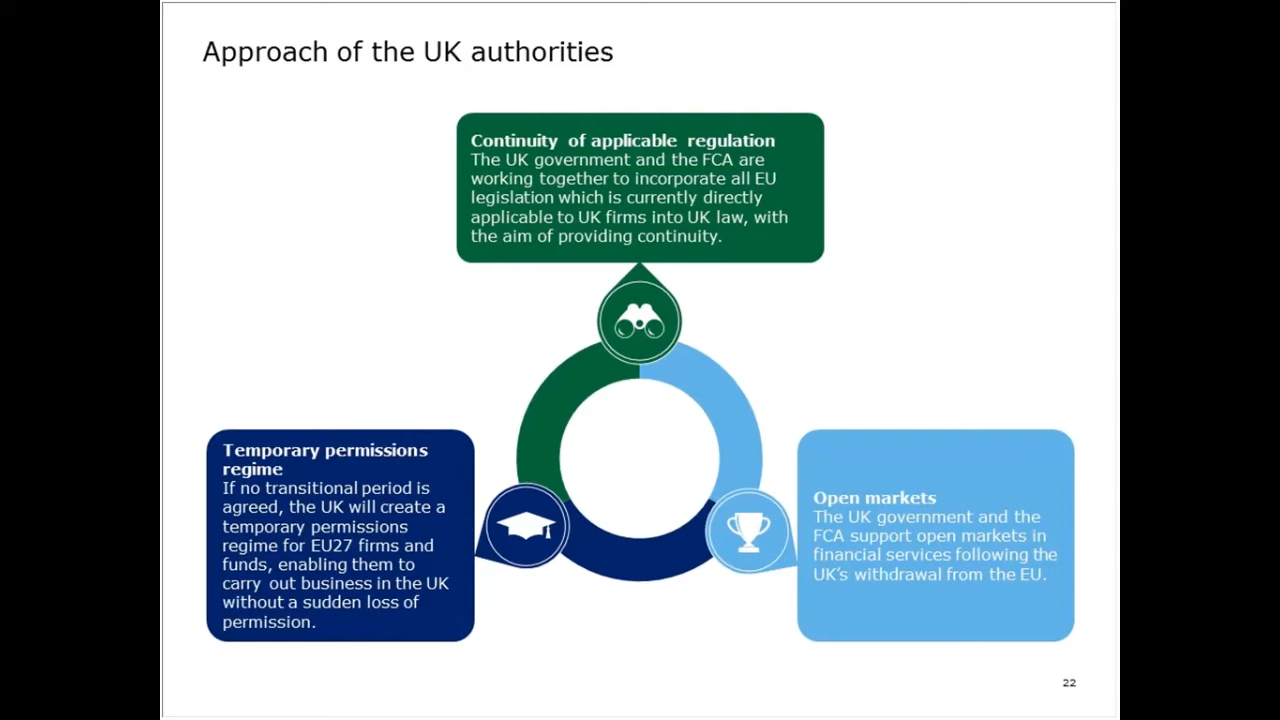 Approach of the UK authorities
Continuity of applicable regulation
The UK government and the FCA are
working together to incorporate all EU
legislation which is currently directly
applicable to UK firms into UK law, with
the aim of providing continuity.
Temporary permissions
regime
If no transitional period is
agreed, the UK will create a
temporary permissions
regime for EU27 firms and
funds, enabling them to
carry out business in the UK
without a sudden loss of
permission.
Open markets
The UK government and the
FCA support open markets in
financial services following the
UK’s withdrawal from the EU.
22